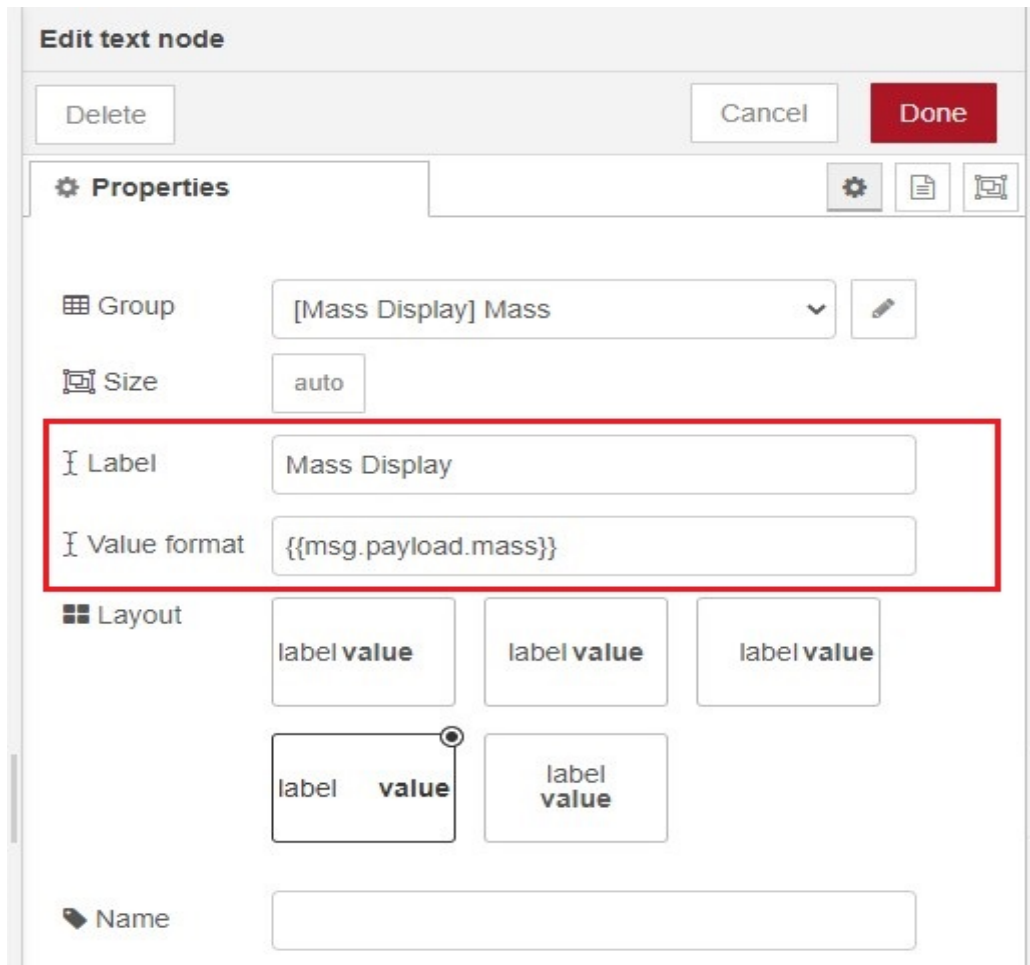 Edit text node
Delete Cancel Done
Properties
Group [Mass Display] Mass
Size auto
Label Mass Display
Value format {{msg.payload.mass}}
Layout
label value label value label value
label value label
value
Name